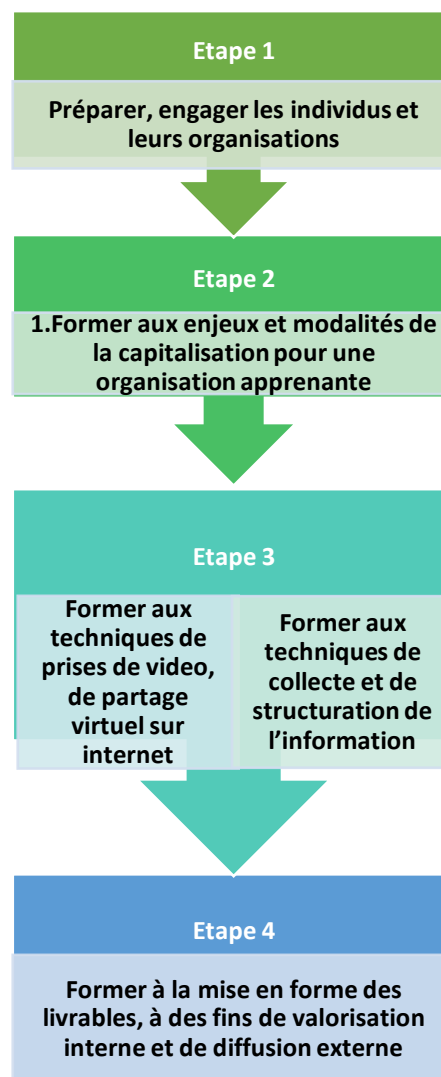 Etape 1
Préparer, engager les individus et
leurs organisations
Etape 2
1.Former aux enjeux et modalités de
la capitalisation pour une
organisation apprenante
Etape 3
Former aux
techniques de
prises de video,
de partage
virtuel sur
internet
Former aux
techniques de
collecte et de
structuration de
l’information
Etape 4
Former à la mise en forme des
livrables, à des fins de valorisation
interne et de diffusion externe